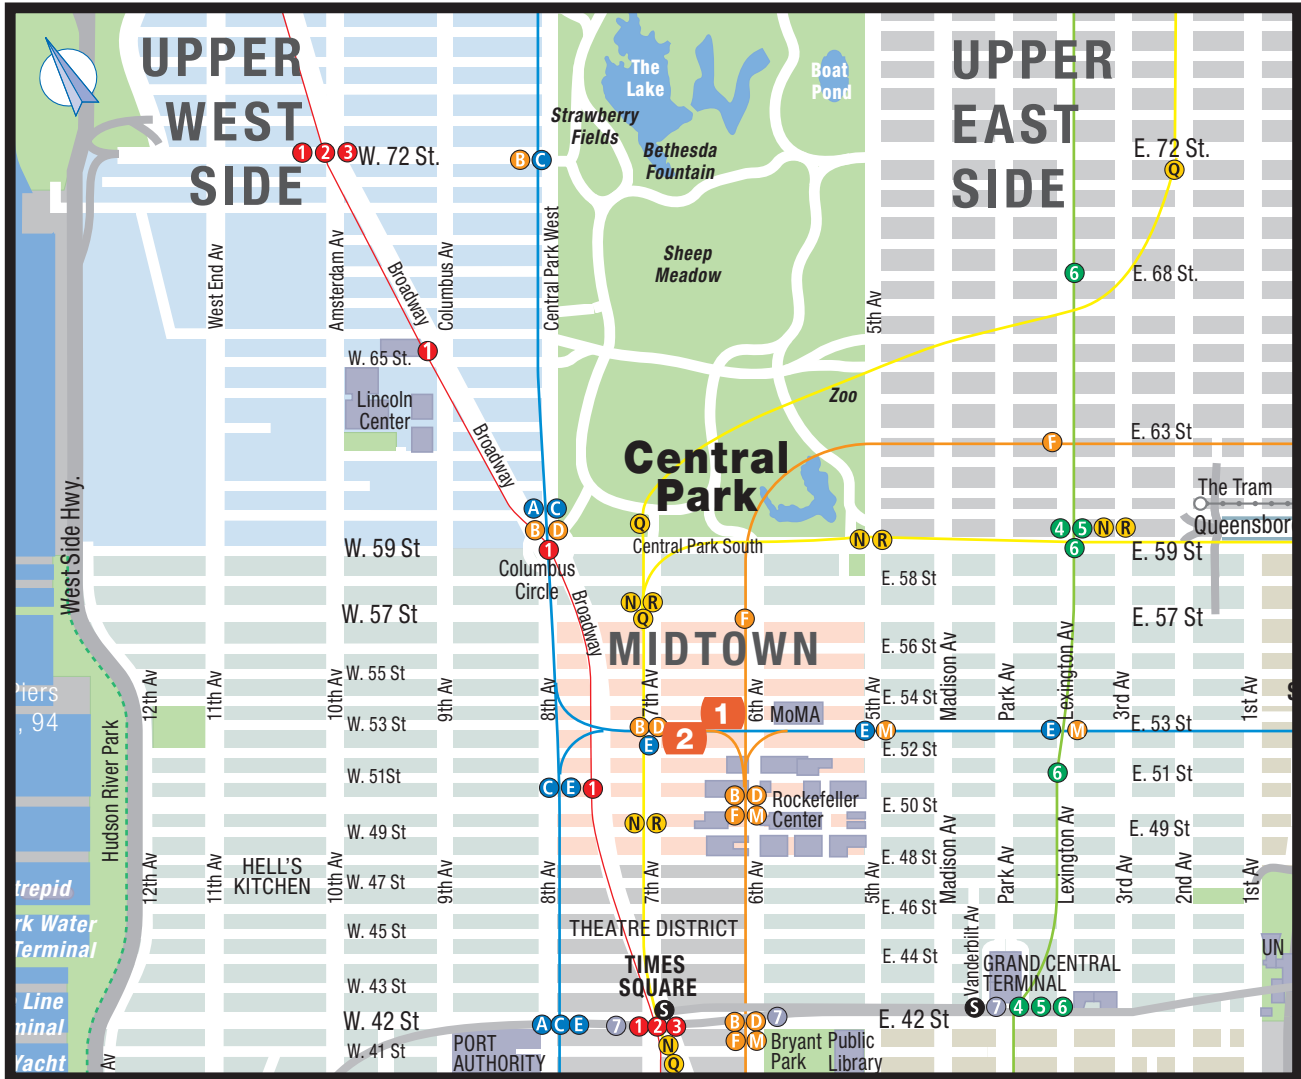 UPPER
WEST
SIDE
The
Lake
Boat
Pond
UPPER
EAST
SIDE
Strawberry
Fields
Bethesda
Fountain
1 2 3 W. 72 St.
B C
E. 72 St.
Q
Sheep
Meadow
West End Av
Amsterdam Av
Broadway
Columbus Av
Central Park West
5th Av
6
E. 68 St.
W. 65 St.
1
Lincoln
Center
Zoo
Broadway
Central
Park
F
E. 63 St
The Tram
Queensbor
West Side Hwy.
A C
B D
1
Q
Central Park South
N R
4 5 N R
6
W. 59 St
E. 59 St
Columbus
Circle
E. 58 St
Broadway
N R
Q
F
W. 57 St
E. 57 St
MIDTOWN
E. 56 St
W. 55 St
E. 54 St
Piers
, 94
12th Av
11th Av
10th Av
9th Av
8th Av
7th Av
6th Av
5th Av
Madison Av
Park Av
Lexington Av
3rd Av
1st Av
S
1
2
MoMA
W. 53 St
B D
E
E M
E M
E. 53 St
E. 52 St
Hudson River Park
W. 51St
C E 1
6
E. 51 St
B D
F M
Rockefeller
Center
E. 50 St
N R
W. 49 St
E. 49 St
E. 48 St
HELL'S
KITCHEN
12th Av
11th Av
10th Av
9th Av
8th Av
7th Av
6th Av
5th Av
Madison Av
Park Av
Lexington Av
3rd Av
2nd Av
1st Av
W. 47 St
E. 46 St
trepid
rk Water
Terminal
W. 45 St
THEATRE DISTRICT
E. 44 St
Vanderbilt Av
GRAND CENTRAL
TERMINAL
UN
TIMES
SQUARE
W. 43 St
Line
minal
S
S 7 4 5 6
W. 42 St
A C E
7 1 2 3
B D 7
F M
E. 42 St
N
Q
W. 41 St
PORT
AUTHORITY
Bryant
Park
Public
Library
Yacht
Av